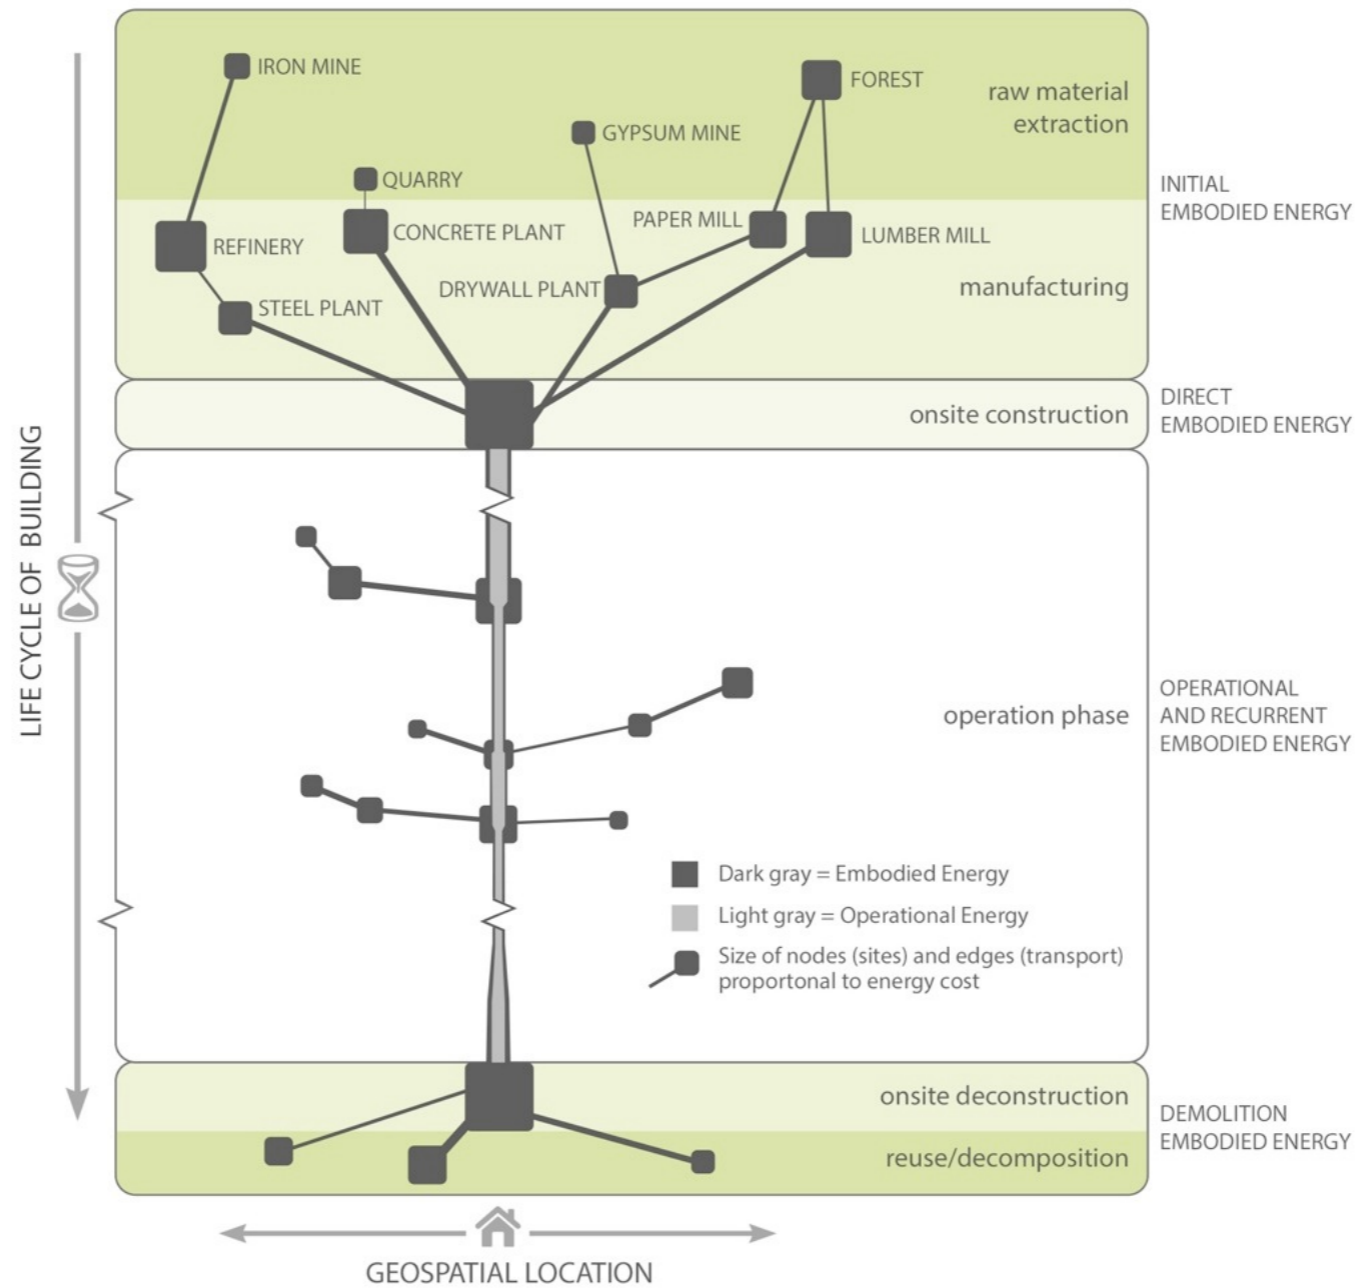 IRON MINE
FOREST
raw material
extraction
GYPSUM MINE
QUARRY
INITIAL
EMBODIED ENERGY
PAPER MILL
CONCRETE PLANT
LUMBER MILL
REFINERY
DRYWALL PLANT
manufacturing
STEEL PLANT
DIRECT
EMBODIED ENERGY
onsite construction
LIFE CYCLE OF BUILDING
operation phase
OPERATIONAL
AND RECURRENT
EMBODIED ENERGY
Dark gray = Embodied Energy
Light gray = Operational Energy
Size of nodes (sites) and edges (transport)
proportonal to energy cost
onsite deconstruction
DEMOLITION
EMBODIED ENERGY
reuse/decomposition
GEOSPATIAL LOCATION